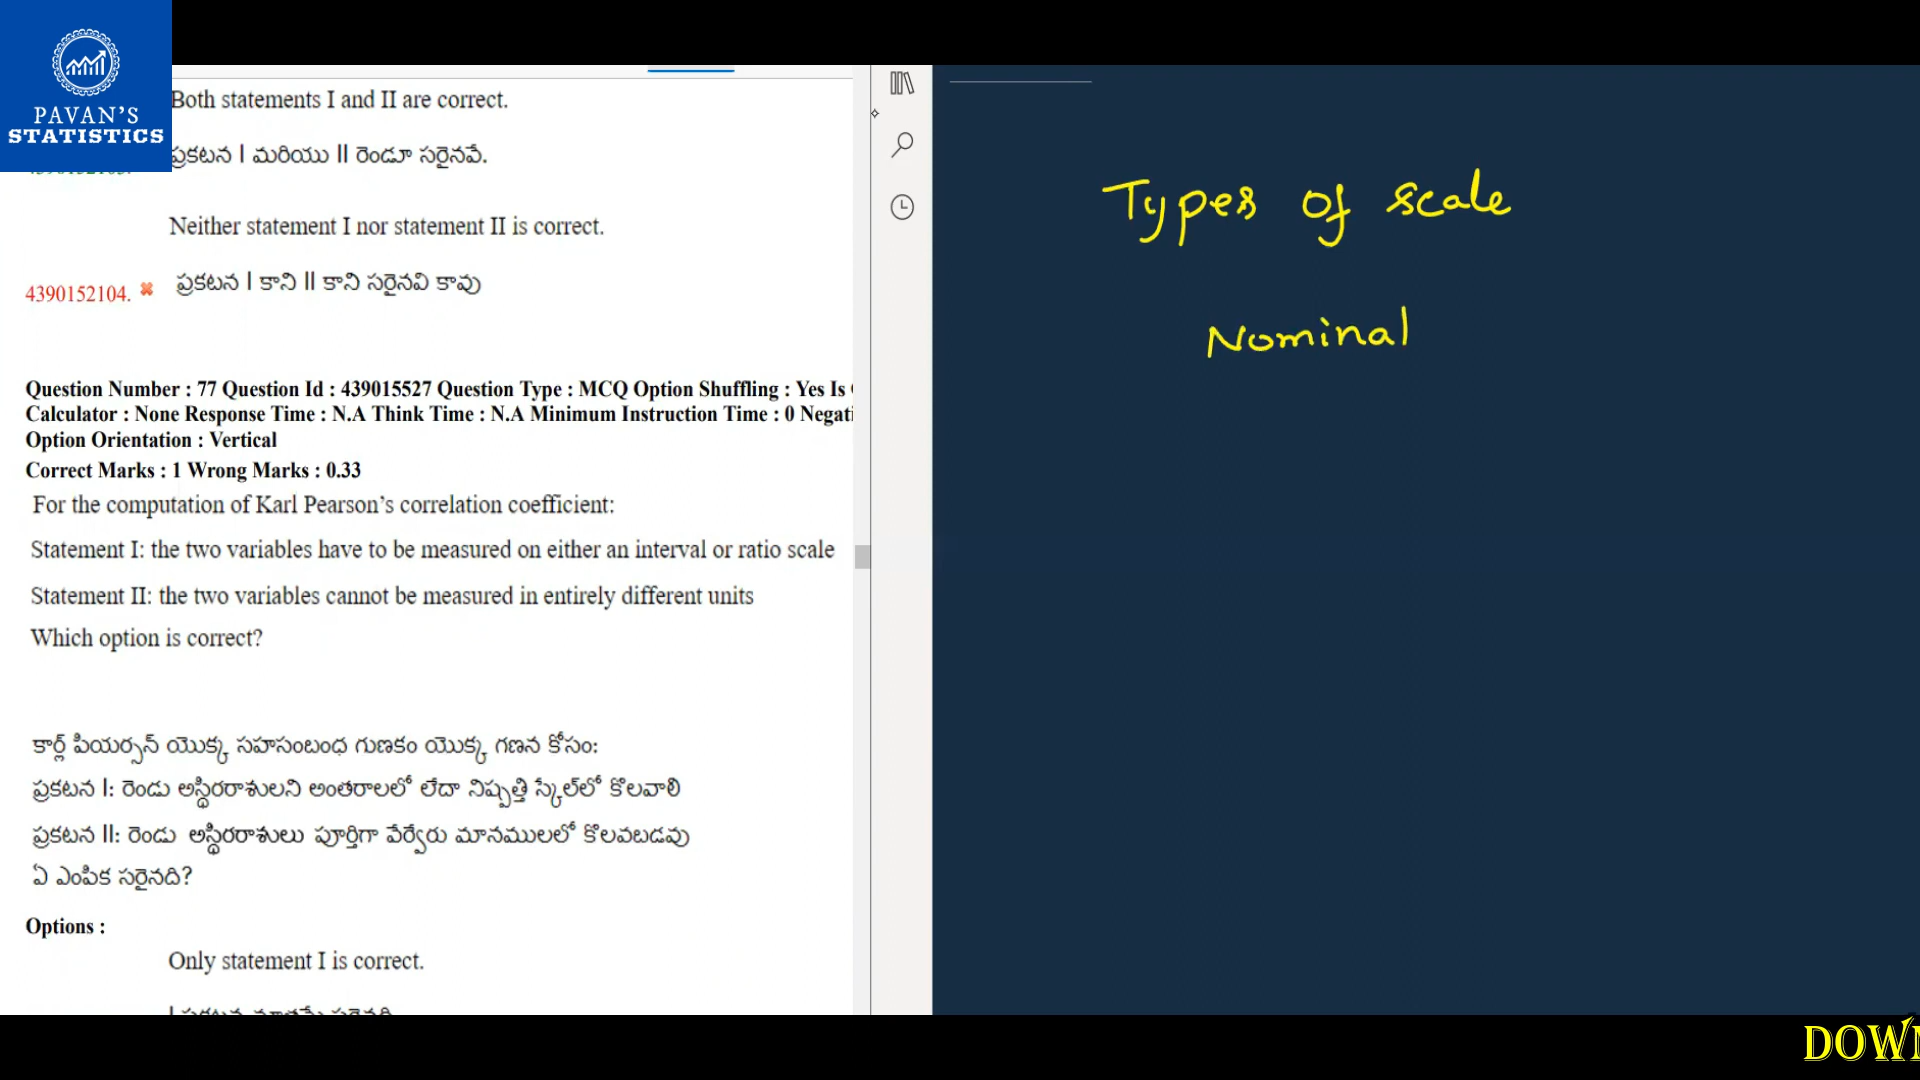 PAVAN'S
STATISTICS
Both statements I and II are correct.
ప్రకటన I మరియు II రెండూ సరైనవే.
Neither statement I nor statement II is correct.
4390152104. ✖ ప్రకటన I కాని II కాని సరైనవి కావు
Question Number : 77 Question Id : 439015527 Question Type : MCQ Option Shuffling : Yes Is
Calculator : None Response Time : N.A Think Time : N.A Minimum Instruction Time : 0 Negati
Option Orientation : Vertical
Correct Marks : 1 Wrong Marks : 0.33
For the computation of Karl Pearson's correlation coefficient:
Statement I: the two variables have to be measured on either an interval or ratio scale
Statement II: the two variables cannot be measured in entirely different units
Which option is correct?
కార్ల్ పియర్సన్ యొక్క సహసంబంధ గుణకం యొక్క గణన కోసం:
ప్రకటన I: రెండు అస్థిరరాశులని అంతరాలలో లేదా నిష్పత్తి స్కేల్‌లో కొలవాలి
ప్రకటన II: రెండు అస్థిరరాశులు పూర్తిగా వేర్వేరు మానములలో కొలవబడవు
ఏ ఎంపిక సరైనది?
Options :
Only statement I is correct.
Types of scale
Nominal
DOWN